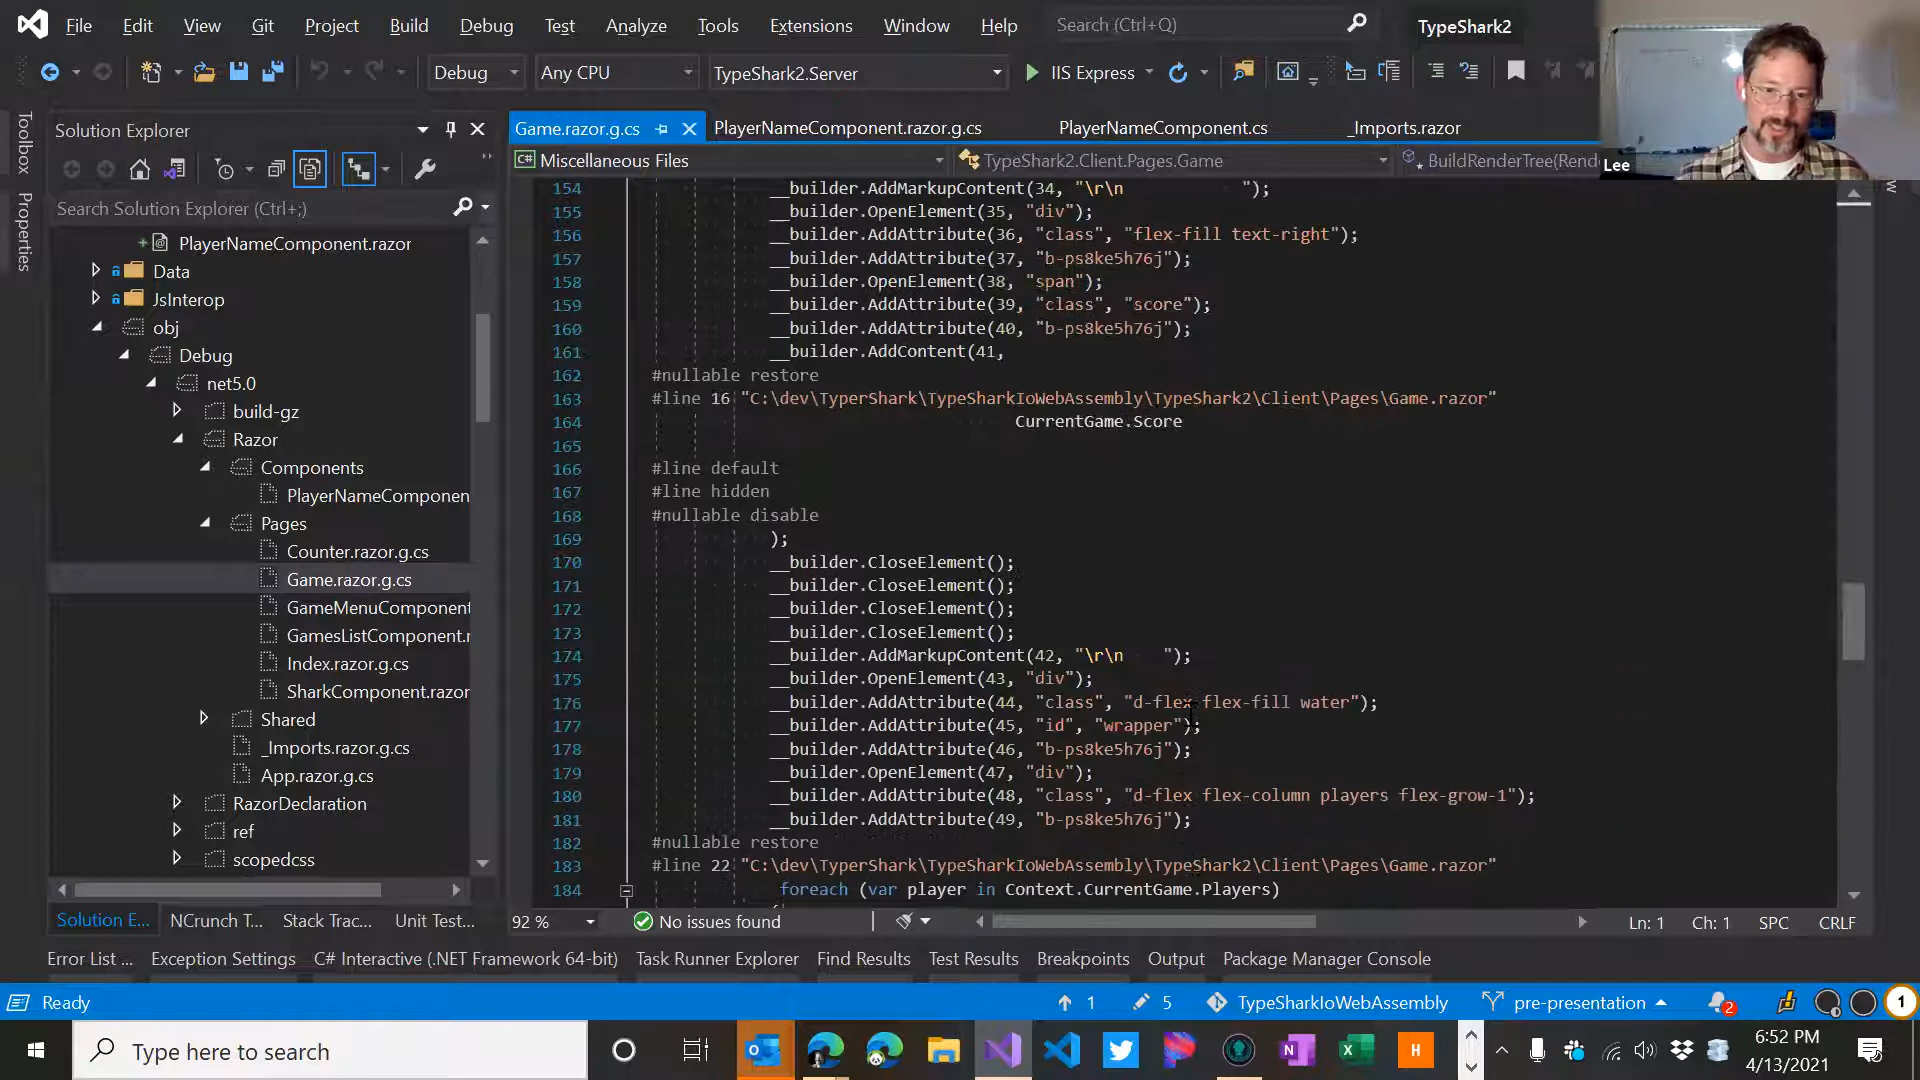 File Edit View Git Project Build Debug Test Analyze Tools Extensions Window Help Search (Ctrl+Q) TypeShark2
Debug Any CPU TypeShark2.Server IIS Express
Toolbox
Properties
Solution Explorer
Search Solution Explorer (Ctrl+;)
PlayerNameComponent.razor
Data
JsInterop
obj
Debug
net5.0
build-gz
Razor
Components
PlayerNameComponen
Pages
Counter.razor.g.cs
Game.razor.g.cs
GameMenuComponent
GamesListComponent.r
Index.razor.g.cs
SharkComponent.razor
Shared
_Imports.razor.g.cs
App.razor.g.cs
RazorDeclaration
ref
scopedcss
Solution E... NCrunch T... Stack Trac... Unit Test...
Game.razor.g.cs PlayerNameComponent.razor.g.cs PlayerNameComponent.cs _Imports.razor
Miscellaneous Files TypeShark2.Client.Pages.Game BuildRenderTree(Rend
Lee
154 __builder.AddMarkupContent(34, "\r\n            ");
155 __builder.OpenElement(35, "div");
156 __builder.AddAttribute(36, "class", "flex-fill text-right");
157 __builder.AddAttribute(37, "b-ps8ke5h76j");
158 __builder.OpenElement(38, "span");
159 __builder.AddAttribute(39, "class", "score");
160 __builder.AddAttribute(40, "b-ps8ke5h76j");
161 __builder.AddContent(41,
162 #nullable restore
163 #line 16 "C:\dev\TyperShark\TypeSharkIoWebAssembly\TypeShark2\Client\Pages\Game.razor"
164 CurrentGame.Score
165
166 #line default
167 #line hidden
168 #nullable disable
169 );
170 __builder.CloseElement();
171 __builder.CloseElement();
172 __builder.CloseElement();
173 __builder.CloseElement();
174 __builder.AddMarkupContent(42, "\r\n    ");
175 __builder.OpenElement(43, "div");
176 __builder.AddAttribute(44, "class", "d-flex flex-fill water");
177 __builder.AddAttribute(45, "id", "wrapper");
178 __builder.AddAttribute(46, "b-ps8ke5h76j");
179 __builder.OpenElement(47, "div");
180 __builder.AddAttribute(48, "class", "d-flex flex-column players flex-grow-1");
181 __builder.AddAttribute(49, "b-ps8ke5h76j");
182 #nullable restore
183 #line 22 "C:\dev\TyperShark\TypeSharkIoWebAssembly\TypeShark2\Client\Pages\Game.razor"
184 foreach (var player in Context.CurrentGame.Players)
92 % No issues found Ln: 1 Ch: 1 SPC CRLF
Error List ... Exception Settings C# Interactive (.NET Framework 64-bit) Task Runner Explorer Find Results Test Results Breakpoints Output Package Manager Console
Ready 1 5 TypeSharkIoWebAssembly pre-presentation 2 1
Type here to search
6:52 PM
4/13/2021